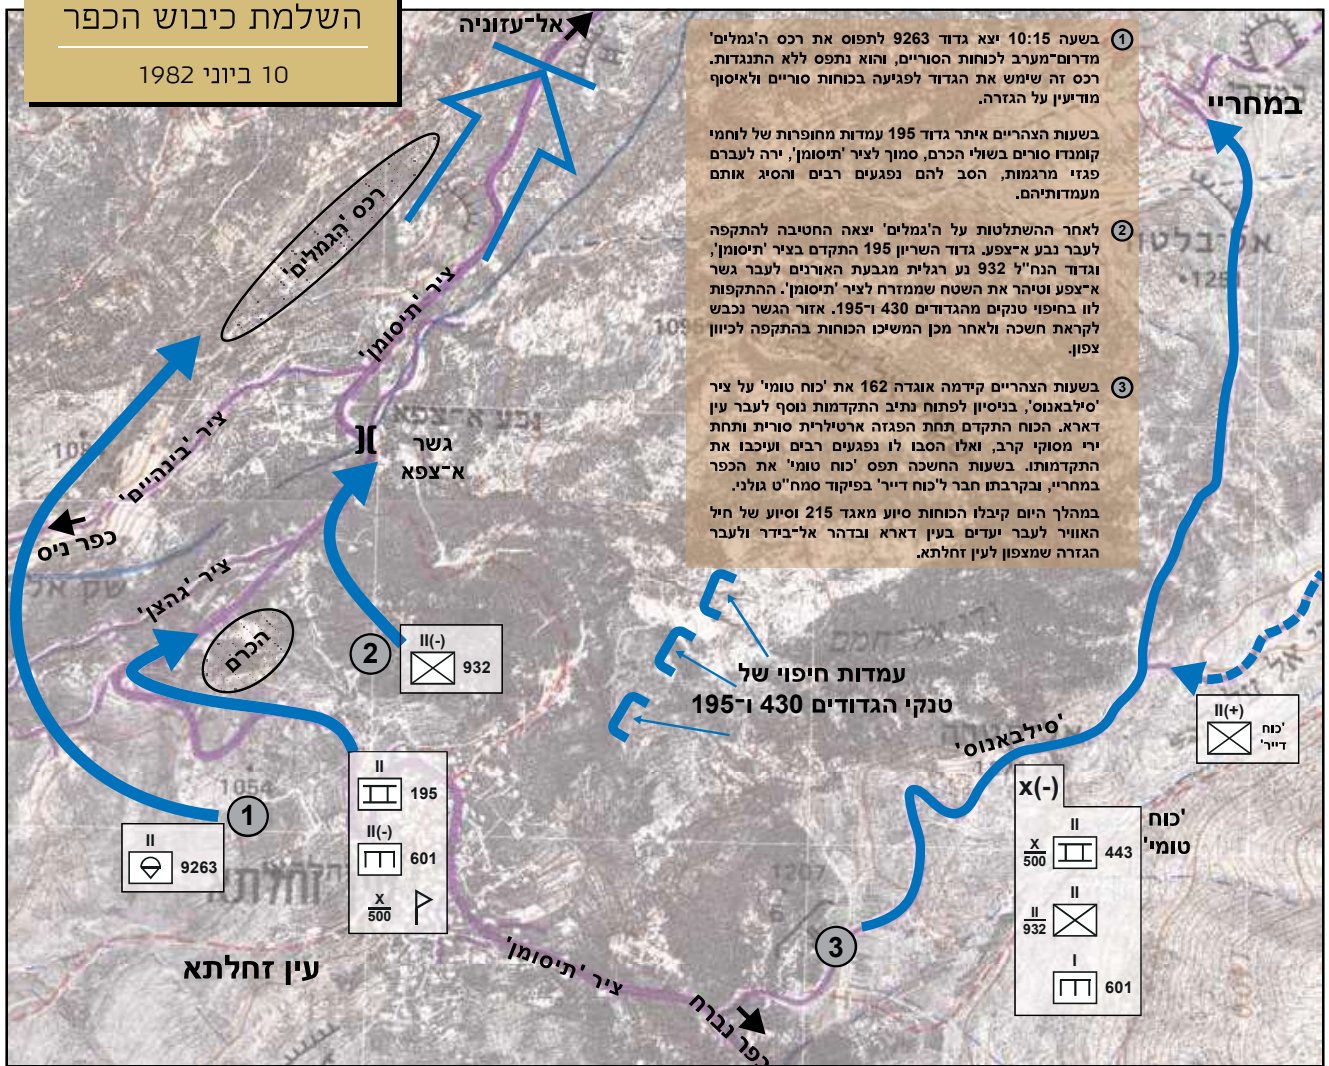 השלמת כיבוש הכפר
10 ביוני 1982
אל־עזוניה
1
בשעה 10:15 יצא גדוד 9263 לתפוס את רכס ה'גמלים'
מדרום־מערב לכוחות הסוריים, והוא נתפס ללא התנגדות.
רכס זה שימש את הגדוד לפגיעה בכוחות סוריים ולאיסוף
מודיעין על הגזרה.
בשעות הצהריים איתר גדוד 195 עמדות מחופרות של לוחמי
קומנדו סורים בשולי הכרם, סמוך לציר 'תיסומן', ירה לעברם
פגזי מרגמות, הסב להם נפגעים רבים והסיג אותם
מעמדותיהם.
2
לאחר ההשתלטות על ה'גמלים' יצאה החטיבה להתקפה
לעבר נבע א־צפע. גדוד השריון 195 התקדם בציר 'תיסומן',
וגדוד הנח"ל 932 נע רגלית מגבעת האורנים לעבר גשר
א־צפע וטיהר את השטח שממזרח לציר 'תיסומן'. ההתקפות
לוו בחיפוי טנקים מהגדודים 430 ו־195. אזור הגשר נכבש
לקראת חשכה ולאחר מכן המשיכו הכוחות בהתקפה לכיוון
צפון.
3
בשעות הצהריים קידמה אוגדה 162 את 'כוח טומי' על ציר
'סילבאנוס', בניסיון לפתוח נתיב התקדמות נוסף לעבר עין
דארא. הכוח התקדם תחת הפגזה ארטילרית סורית ותחת
ירי מסוקי קרב, ואלו הסבו לו נפגעים רבים ועיכבו את
התקדמותו. בשעות החשכה תפס 'כוח טומי' את הכפר
במחריי, ובקרבתו חבר ל'כוח דייר' בפיקוד סמח"ט גולני.
במהלך היום קיבלו הכוחות סיוע מאגד 215 וסיוע של חיל
האוויר לעבר יעדים בעין דארא ובדהר אל־בידר ולעבר
הגזרה שמצפון לעין זחלתא.
במחריי
1251
רכס 'הגמלים'
ציר 'תיסומן'
ציר 'בינהיים'
גשר
א־צפא
נבע א־צפא
כפר ניס
ציר 'גהצן'
הכרם
2
II(-)
932
עמדות חיפוי של
טנקי הגדודים 430 ו־195
'סילבאנוס'
II(+)
'כוח
דייר'
1054
1
II
9263
II
195
II(-)
601
X
500
X(-)
'כוח
טומי'
II
X
500
443
II
II
932
I
601
1207
3
עין זחלתא
ציר 'תיסומן'
כפר נברח